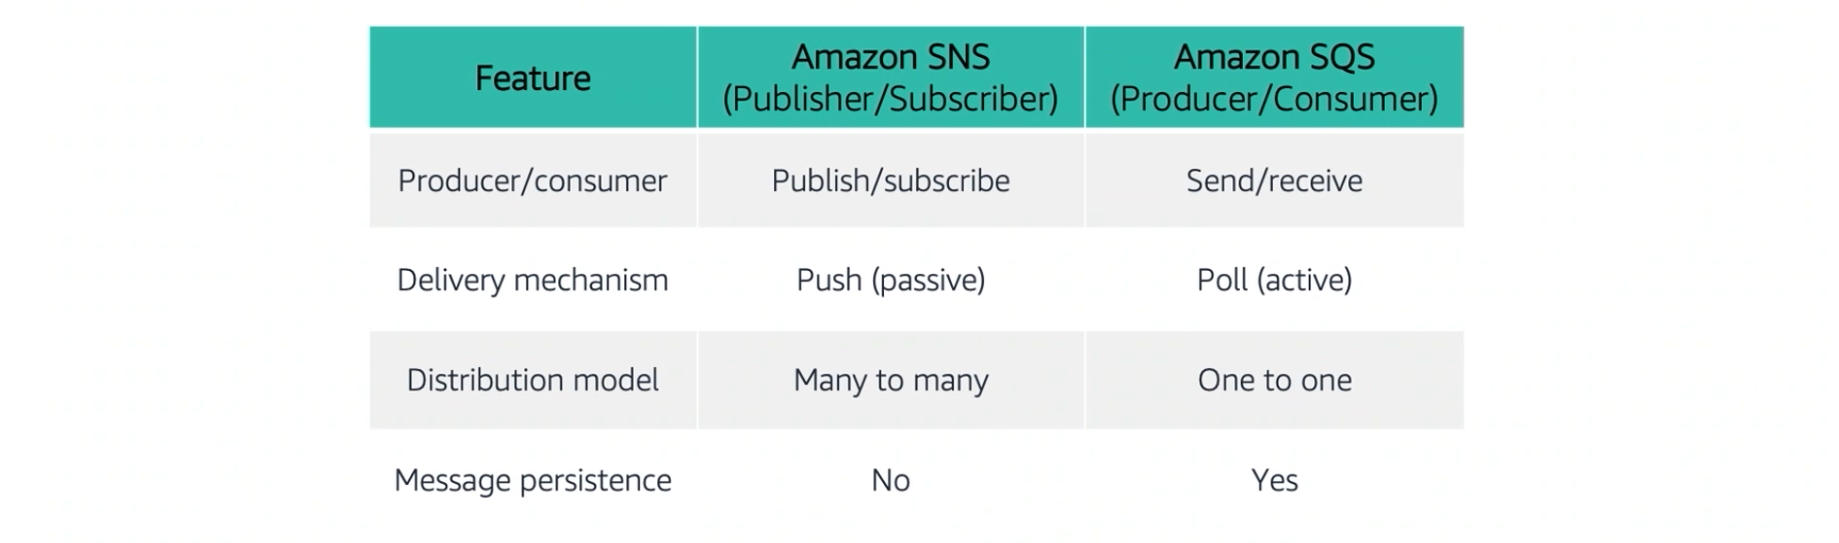 Feature
Amazon SNS
(Publisher/Subscriber)
Amazon SQS
(Producer/Consumer)
Producer/consumer
Publish/subscribe
Send/receive
Delivery mechanism
Push (passive)
Poll (active)
Distribution model
Many to many
One to one
Message persistence
No
Yes